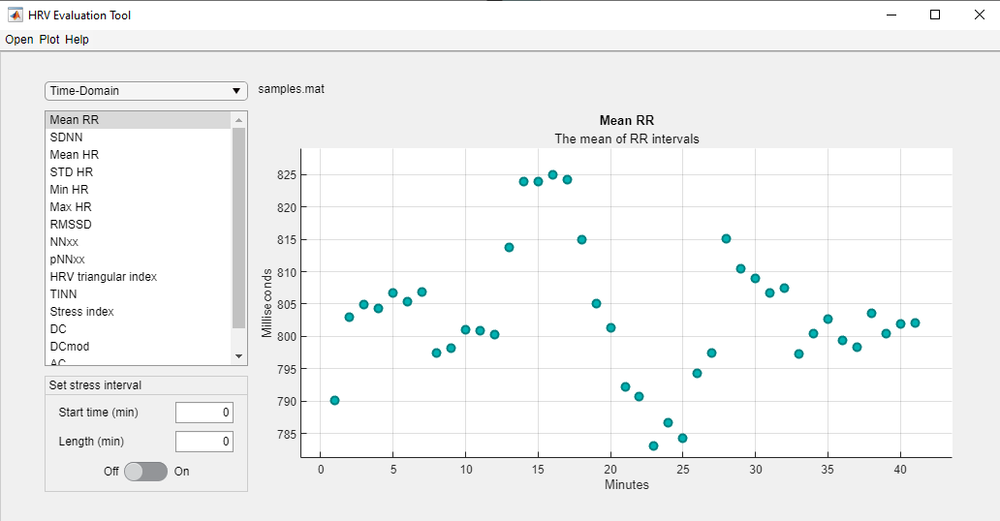 HRV Evaluation Tool
Open Plot Help
Time-Domain
samples.mat
Mean RR
SDNN
Mean HR
STD HR
Min HR
Max HR
RMSSD
NNxx
pNNxx
HRV triangular index
TINN
Stress index
DC
DCmod
AC
Set stress interval
Start time (min) 0
Length (min) 0
Off On
Mean RR
The mean of RR intervals
Milliseconds
825
820
815
810
805
800
795
790
785
0 5 10 15 20 25 30 35 40
Minutes